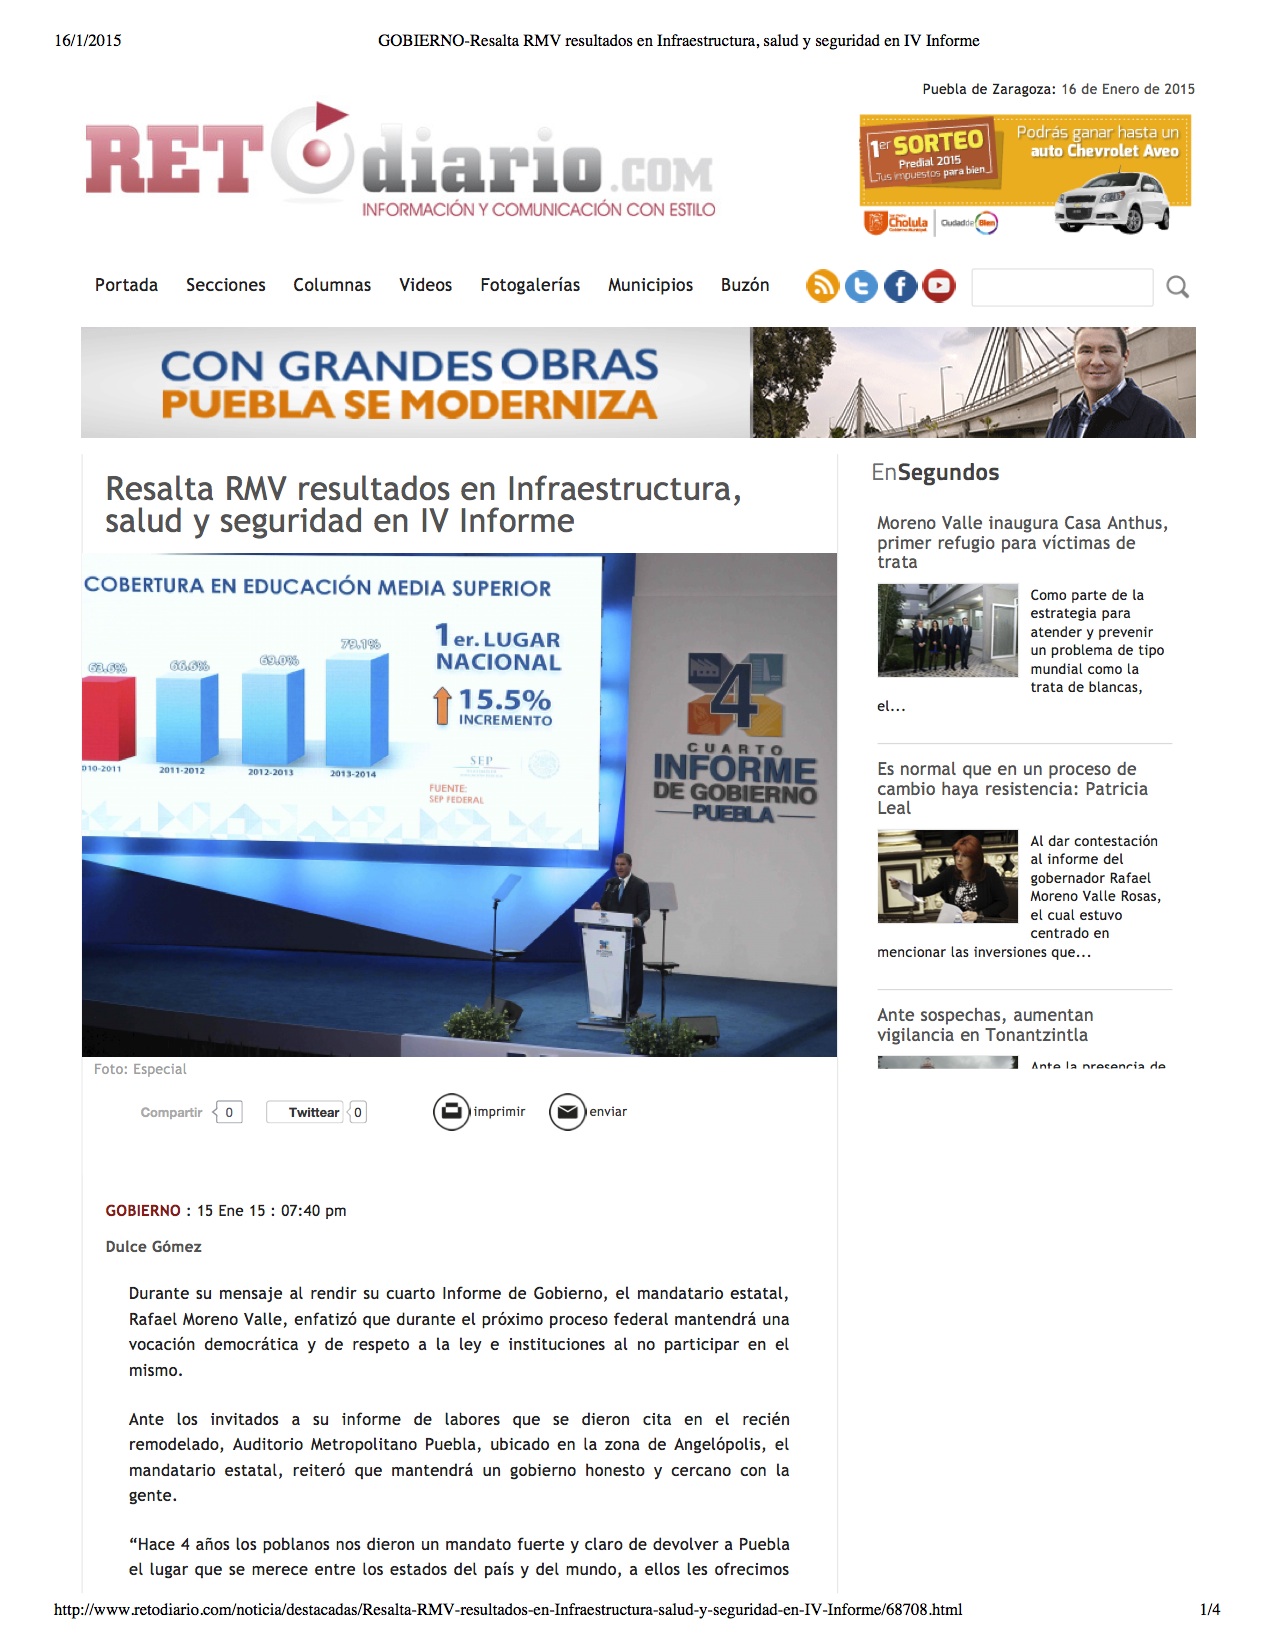 16/1/2015
GOBIERNO-Resalta RMV resultados en Infraestructura, salud y seguridad en IV Informe
Puebla de Zaragoza: 16 de Enero de 2015
RETO diario.COM
INFORMACIÓN Y COMUNICACIÓN CON ESTILO
1er SORTEO
Predial 2015
Tus impuestos para bien
Podrás ganar hasta un
auto Chevrolet Aveo
Cholula
Ciudad de Bien
Portada Secciones Columnas Videos Fotogalerías Municipios Buzón
CON GRANDES OBRAS
PUEBLA SE MODERNIZA
Resalta RMV resultados en Infraestructura,
salud y seguridad en IV Informe
COBERTURA EN EDUCACIÓN MEDIA SUPERIOR
63.6% 66.6% 69.0% 79.1%
010-2011 2011-2012 2012-2013 2013-2014
1er. LUGAR
NACIONAL
15.5%
INCREMENTO
SEP
FUENTE:
SEP FEDERAL
4
CUARTO
INFORME
DE GOBIERNO
PUEBLA
Foto: Especial
Compartir 0 Twittear 0 imprimir enviar
GOBIERNO : 15 Ene 15 : 07:40 pm
Dulce Gómez
Durante su mensaje al rendir su cuarto Informe de Gobierno, el mandatario estatal,
Rafael Moreno Valle, enfatizó que durante el próximo proceso federal mantendrá una
vocación democrática y de respeto a la ley e instituciones al no participar en el
mismo.
Ante los invitados a su informe de labores que se dieron cita en el recién
remodelado, Auditorio Metropolitano Puebla, ubicado en la zona de Angelópolis, el
mandatario estatal, reiteró que mantendrá un gobierno honesto y cercano con la
gente.
“Hace 4 años los poblanos nos dieron un mandato fuerte y claro de devolver a Puebla
el lugar que se merece entre los estados del país y del mundo, a ellos les ofrecimos
EnSegundos
Moreno Valle inaugura Casa Anthus,
primer refugio para víctimas de
trata
Como parte de la
estrategia para
atender y prevenir
un problema de tipo
mundial como la
trata de blancas,
el...
Es normal que en un proceso de
cambio haya resistencia: Patricia
Leal
Al dar contestación
al informe del
gobernador Rafael
Moreno Valle Rosas,
el cual estuvo
centrado en
mencionar las inversiones que...
Ante sospechas, aumentan
vigilancia en Tonantzintla
Ante la presencia de
http://www.retodiario.com/noticia/destacadas/Resalta-RMV-resultados-en-Infraestructura-salud-y-seguridad-en-IV-Informe/68708.html
1/4